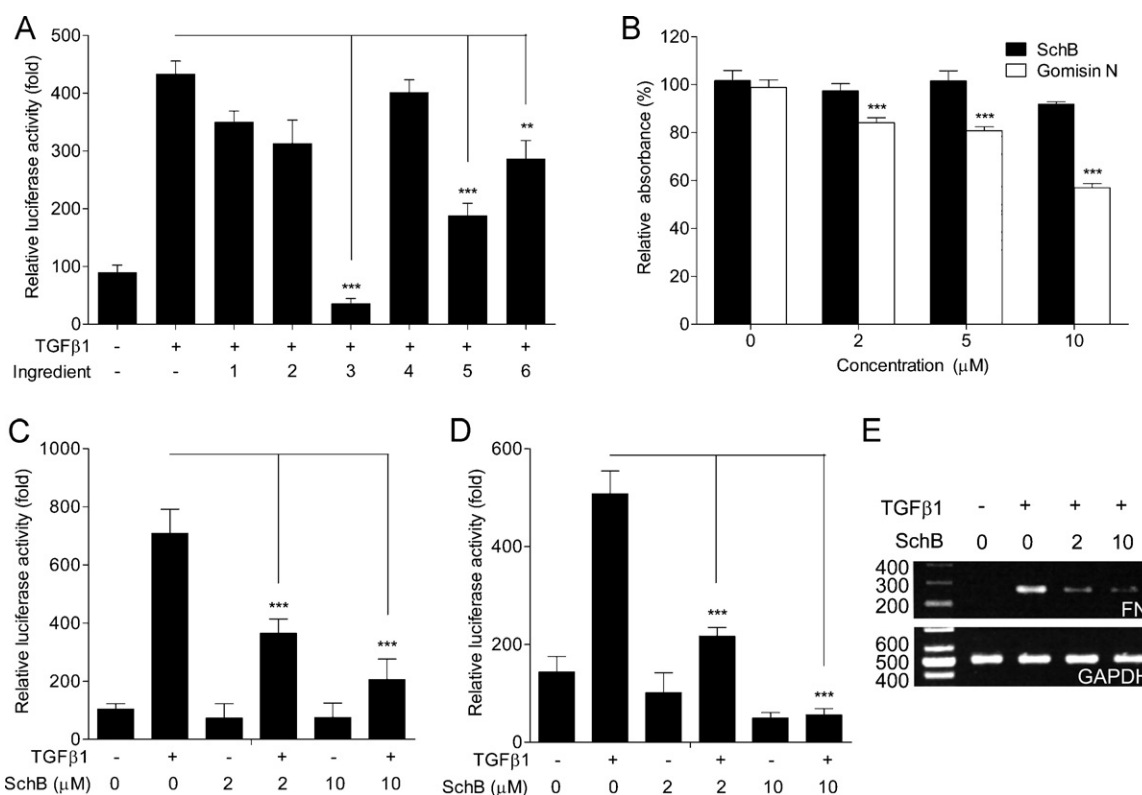 A
Relative luciferase activity (fold)
500
400
300
200
100
0
***
***
**
TGFβ1 - + + + + + + +
Ingredient - - 1 2 3 4 5 6
B
Relative absorbance (%)
120
100
80
60
40
20
0
SchB
Gomisin N
***
***
***
0 2 5 10
Concentration (μM)
C
Relative luciferase activity (fold)
1000
800
600
400
200
0
***
***
TGFβ1 - + - + - +
SchB (μM) 0 0 2 2 10 10
D
Relative luciferase activity (fold)
600
400
200
0
***
***
TGFβ1 - + - + - +
SchB (μM) 0 0 2 2 10 10
E
TGFβ1 - + + +
SchB 0 0 2 10
400
300
200
FN
600
500
400
GAPDH